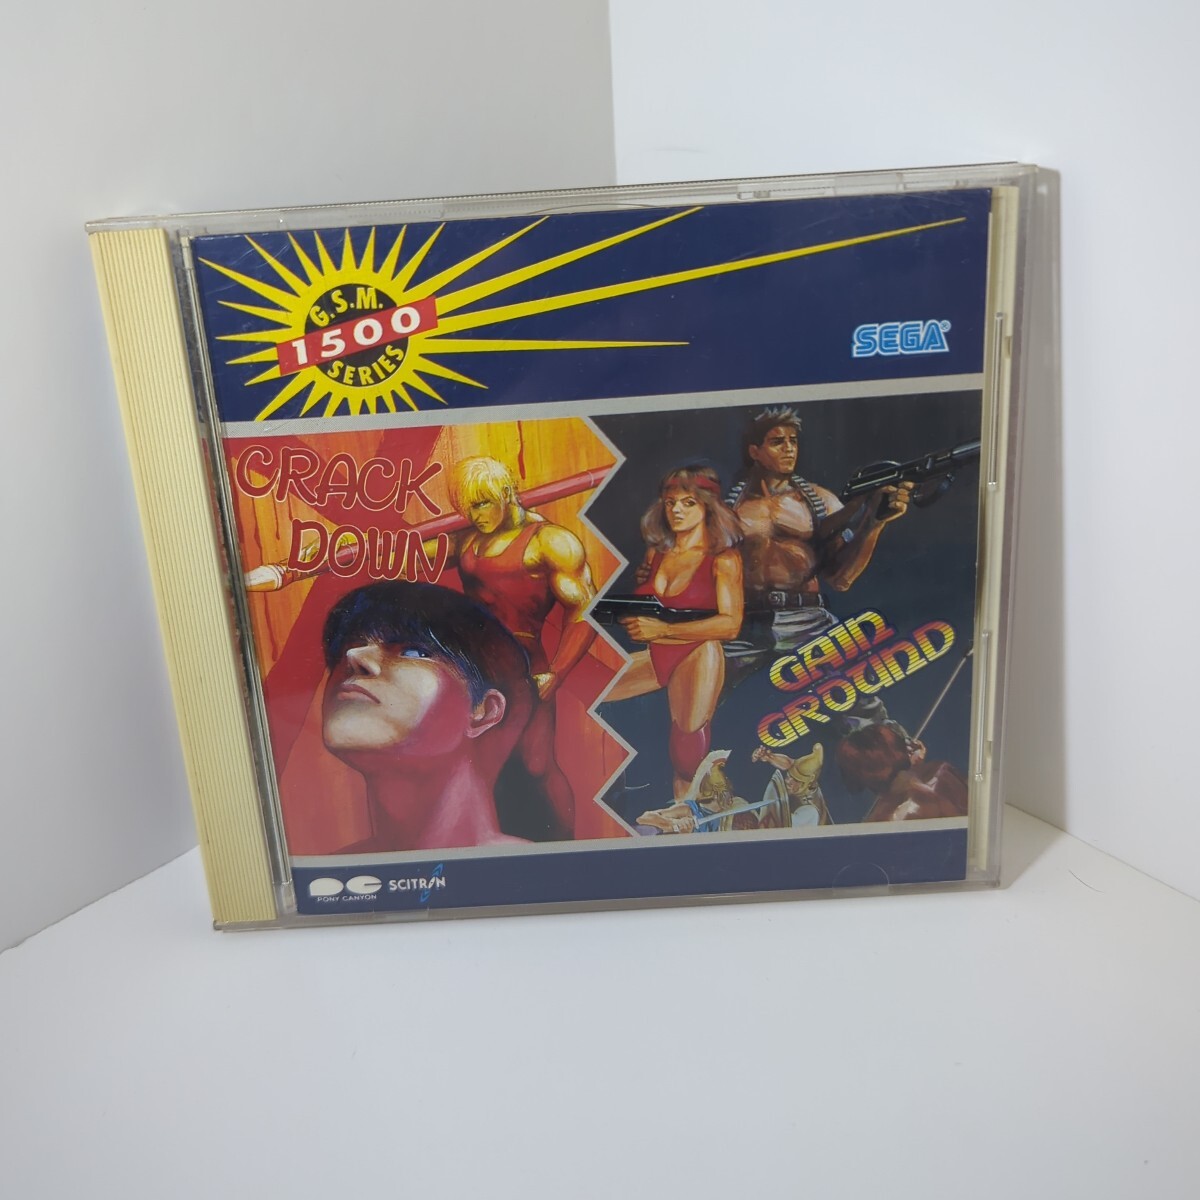 G.S.M.
1500
SERIES
SEGA®
CRACK
DOWN
GAIN
GROUND
PONY CANYON
SCITRON